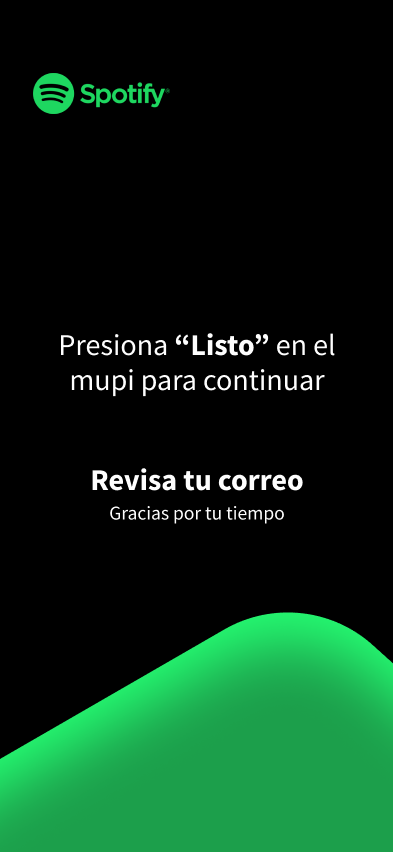 Spotify®
Presiona “Listo” en el
mupi para continuar
Revisa tu correo
Gracias por tu tiempo